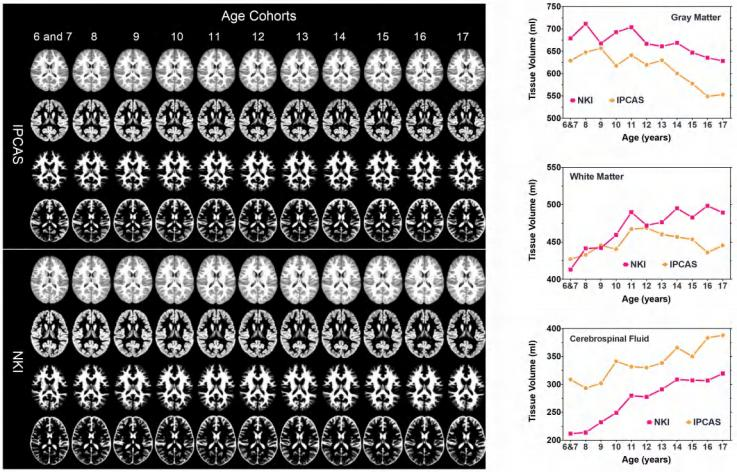 Age Cohorts
6 and 7 8 9 10 11 12 13 14 15 16 17
IPCAS
NKI
Gray Matter
Tissue Volume (ml)
750
700
650
600
550
500
NKI IPCAS
6&7 8 9 10 11 12 13 14 15 16 17
Age (years)
White Matter
Tissue Volume (ml)
550
500
450
400
NKI IPCAS
6&7 8 9 10 11 12 13 14 15 16 17
Age (years)
Cerebrospinal Fluid
Tissue Volume (ml)
400
350
300
250
200
NKI IPCAS
6&7 8 9 10 11 12 13 14 15 16 17
Age (years)